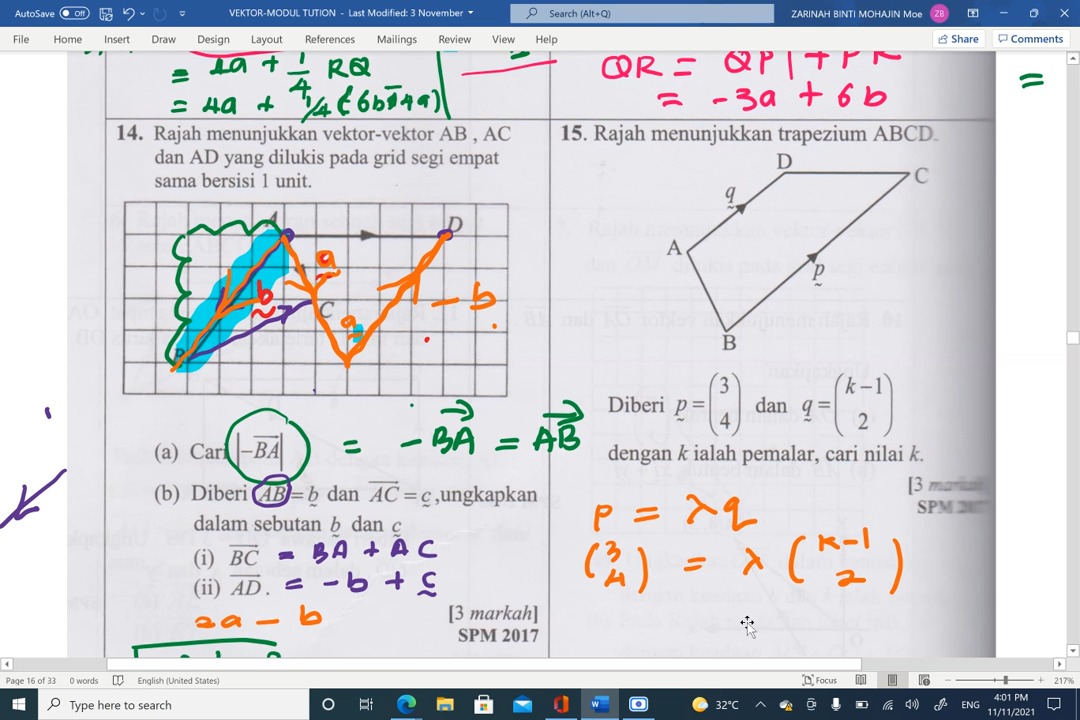 AutoSave Off
VEKTOR-MODUL TUTION - Last Modified: 3 November
Search (Alt+Q)
ZARINAH BINTI MOHAJIN Moe
ZB
File Home Insert Draw Design Layout References Mailings Review View Help
Share
Comments
= 4a + 1/4 RQ
= 4a + 1/4 (6b - 4a)
QR = QP + PR
= -3a + 6b
=
14. Rajah menunjukkan vektor-vektor AB , AC
dan AD yang dilukis pada grid segi empat
sama bersisi 1 unit.
A
D
a
b
C
a
- b
B
(a) Cari |-BA| = -BA = AB
(b) Diberi AB = b dan AC = c ,ungkapkan
dalam sebutan b dan c
(i) BC = BA + AC
(ii) AD . = -b + c
2a - b
[3 markah]
SPM 2017
15. Rajah menunjukkan trapezium ABCD.
D
C
q
A
p
B
Diberi p = (3 4) dan q = (k-1 2)
dengan k ialah pemalar, cari nilai k.
[3 markah]
SPM 2017
p = λq
(3 4) = λ (k-1 2)
Page 16 of 33
0 words
English (United States)
Focus
217%
Type here to search
32°C
ENG
4:01 PM
11/11/2021